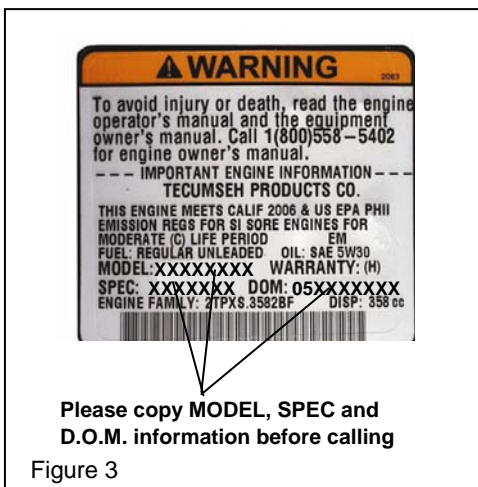 WARNING
2083
To avoid injury or death, read the engine
operator's manual and the equipment
owner's manual. Call 1(800)558-5402
for engine owner's manual.
--- IMPORTANT ENGINE INFORMATION ---
TECUMSEH PRODUCTS CO.
THIS ENGINE MEETS CALIF 2006 & US EPA PHII
EMISSION REGS FOR SI SORE ENGINES FOR
MODERATE (C) LIFE PERIOD EM
FUEL: REGULAR UNLEADED OIL: SAE 5W30
MODEL: XXXXXXXX WARRANTY: (H)
SPEC: XXXXXXX DOM: 05XXXXXXX
ENGINE FAMILY: 2TPXS.3582BF DISP: 358 cc
Please copy MODEL, SPEC and
D.O.M. information before calling
Figure 3